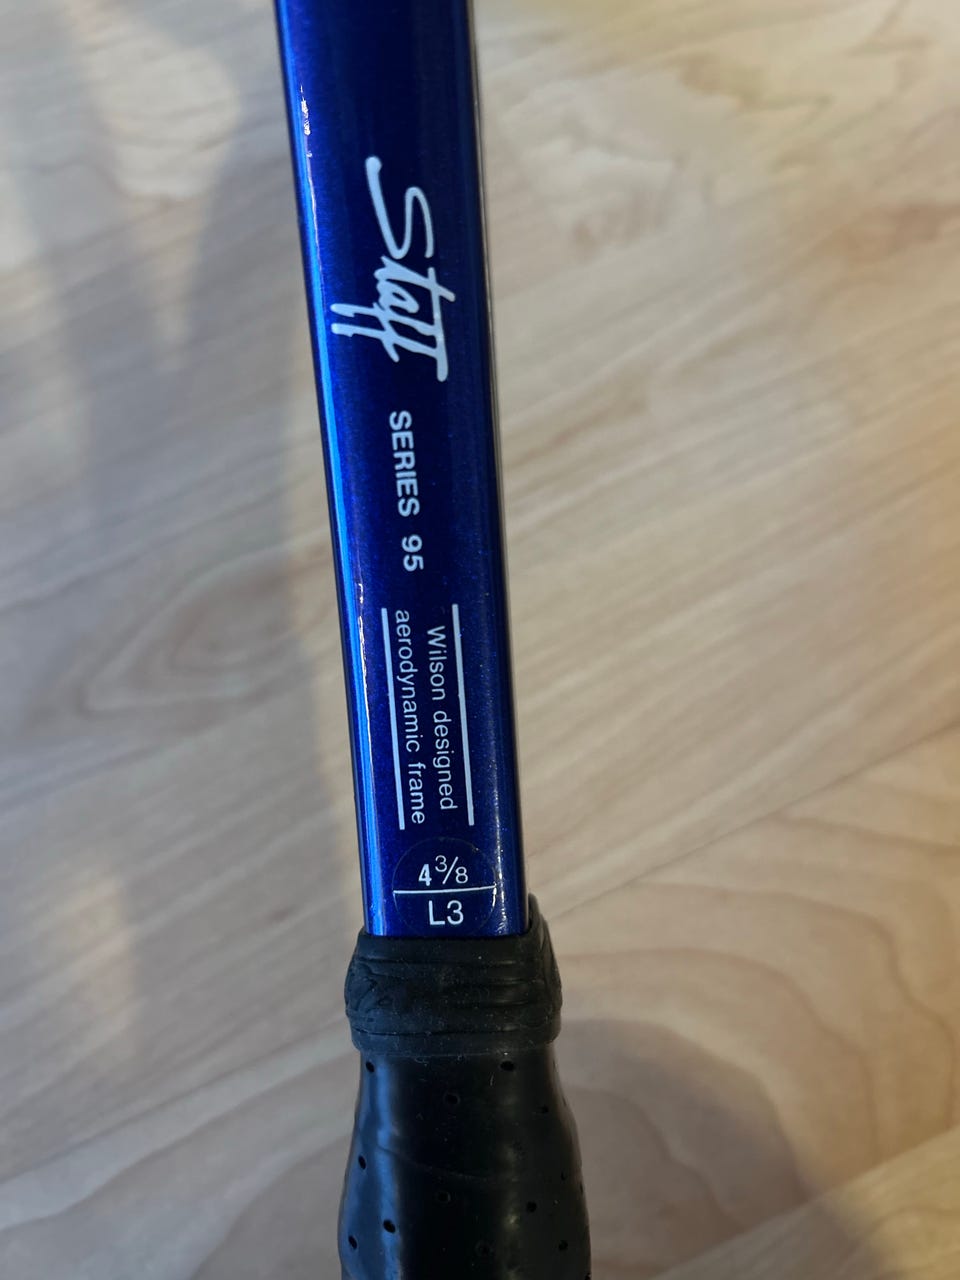 Staff
SERIES 95
Wilson designed
aerodynamic frame
4 3/8
L3